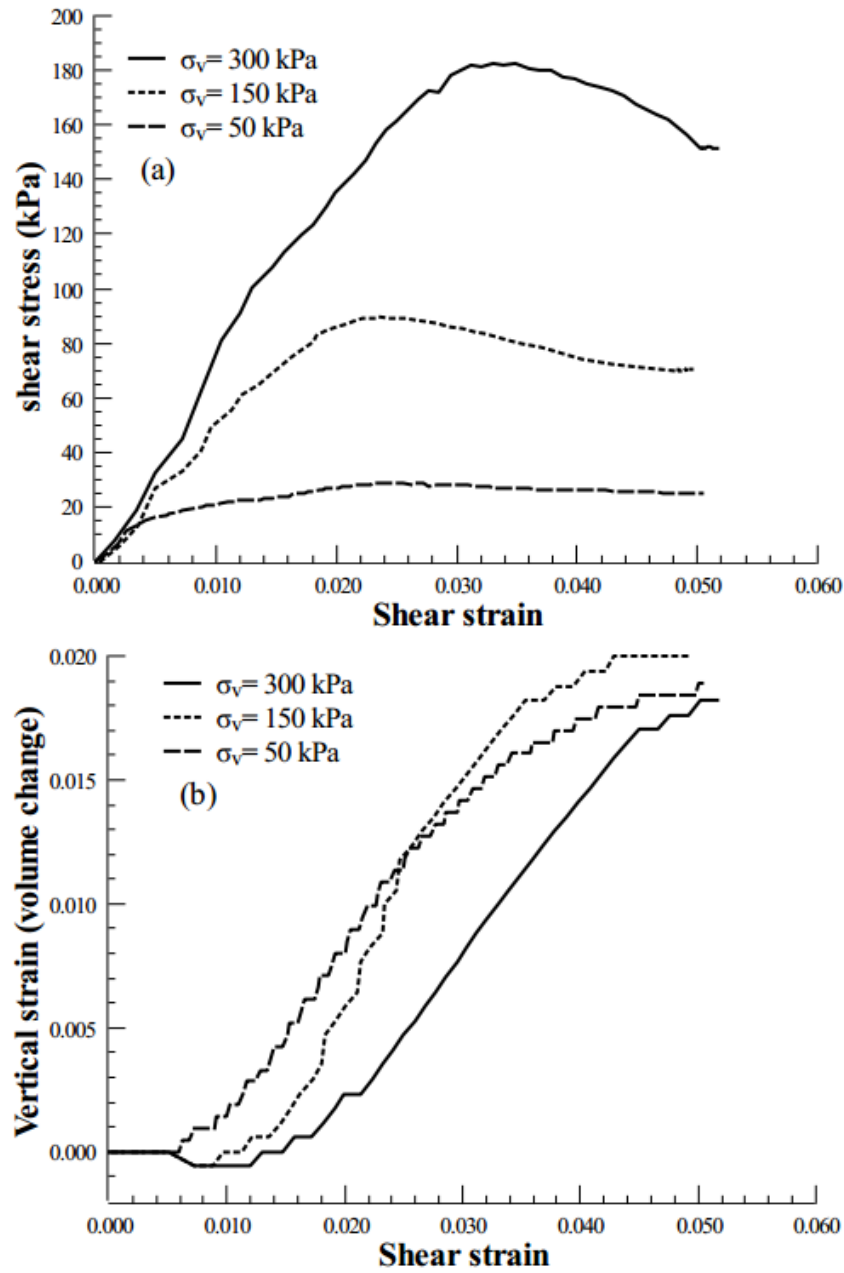 200
180
160
140
120
100
80
60
40
20
0
shear stress (kPa)
σv= 300 kPa
σv= 150 kPa
σv= 50 kPa
(a)
0.000 0.010 0.020 0.030 0.040 0.050 0.060
Shear strain
0.020
0.015
0.010
0.005
0.000
Vertical strain (volume change)
σv= 300 kPa
σv= 150 kPa
σv= 50 kPa
(b)
0.000 0.010 0.020 0.030 0.040 0.050 0.060
Shear strain